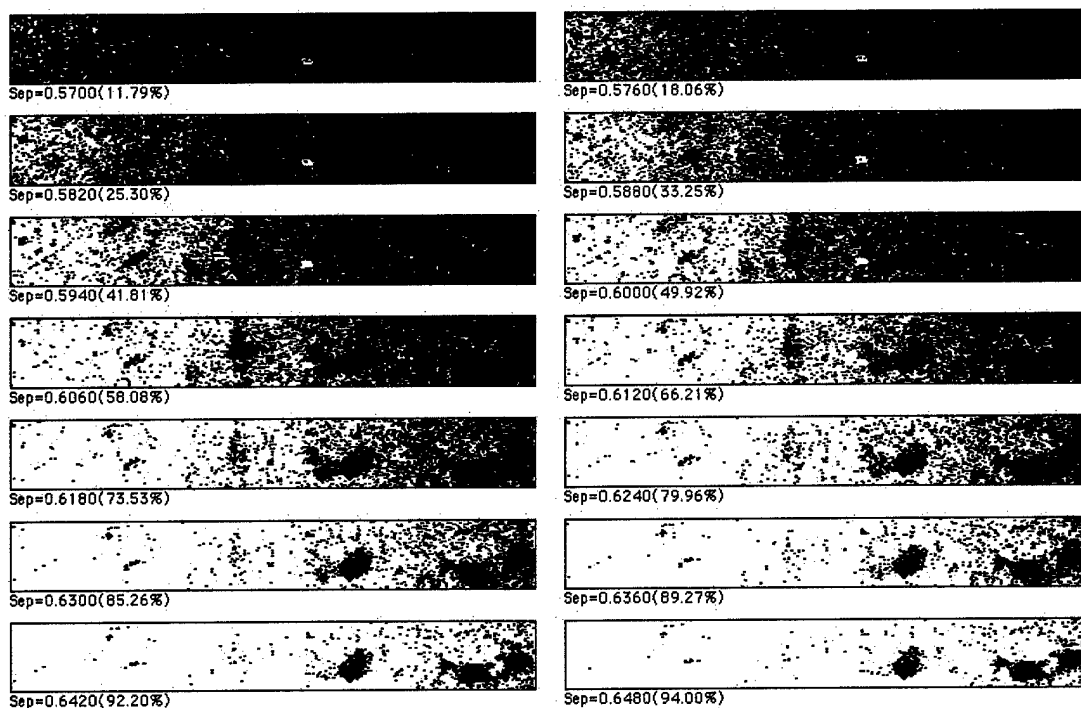 Sep=0.5700(11.79%)
Sep=0.5760(18.06%)
Sep=0.5820(25.30%)
Sep=0.5880(33.25%)
Sep=0.5940(41.81%)
Sep=0.6000(49.92%)
Sep=0.6060(58.08%)
Sep=0.6120(66.21%)
Sep=0.6180(73.53%)
Sep=0.6240(79.96%)
Sep=0.6300(85.26%)
Sep=0.6360(89.27%)
Sep=0.6420(92.20%)
Sep=0.6480(94.00%)